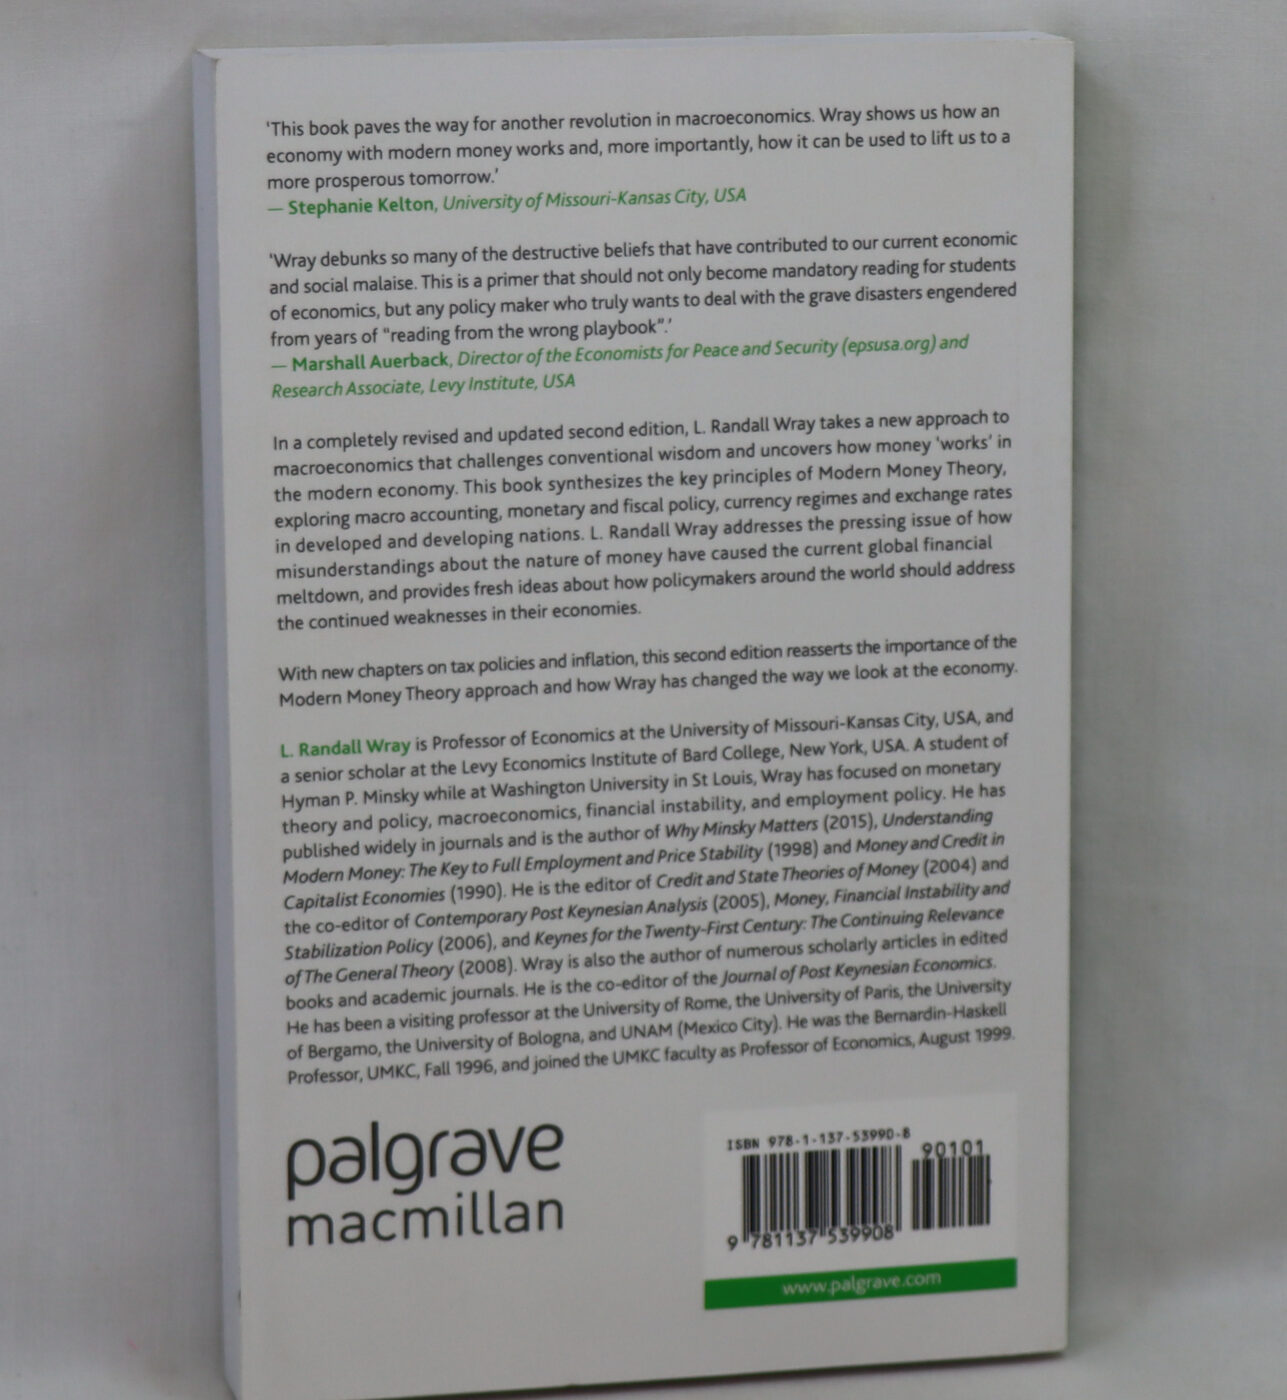 ‘This book paves the way for another revolution in macroeconomics. Wray shows us how an
economy with modern money works and, more importantly, how it can be used to lift us to a
more prosperous tomorrow.’
— Stephanie Kelton, University of Missouri-Kansas City, USA
‘Wray debunks so many of the destructive beliefs that have contributed to our current economic
and social malaise. This is a primer that should not only become mandatory reading for students
of economics, but any policy maker who truly wants to deal with the grave disasters engendered
from years of “reading from the wrong playbook”.’
— Marshall Auerback, Director of the Economists for Peace and Security (epsusa.org) and
Research Associate, Levy Institute, USA
In a completely revised and updated second edition, L. Randall Wray takes a new approach to
macroeconomics that challenges conventional wisdom and uncovers how money ‘works’ in
the modern economy. This book synthesizes the key principles of Modern Money Theory,
exploring macro accounting, monetary and fiscal policy, currency regimes and exchange rates
in developed and developing nations. L. Randall Wray addresses the pressing issue of how
misunderstandings about the nature of money have caused the current global financial
meltdown, and provides fresh ideas about how policymakers around the world should address
the continued weaknesses in their economies.
With new chapters on tax policies and inflation, this second edition reasserts the importance of the
Modern Money Theory approach and how Wray has changed the way we look at the economy.
L. Randall Wray is Professor of Economics at the University of Missouri-Kansas City, USA, and
a senior scholar at the Levy Economics Institute of Bard College, New York, USA. A student of
Hyman P. Minsky while at Washington University in St Louis, Wray has focused on monetary
theory and policy, macroeconomics, financial instability, and employment policy. He has
published widely in journals and is the author of Why Minsky Matters (2015), Understanding
Modern Money: The Key to Full Employment and Price Stability (1998) and Money and Credit in
Capitalist Economies (1990). He is the editor of Credit and State Theories of Money (2004) and
the co-editor of Contemporary Post Keynesian Analysis (2005), Money, Financial Instability and
Stabilization Policy (2006), and Keynes for the Twenty-First Century: The Continuing Relevance
of The General Theory (2008). Wray is also the author of numerous scholarly articles in edited
books and academic journals. He is the co-editor of the Journal of Post Keynesian Economics.
He has been a visiting professor at the University of Rome, the University of Paris, the University
of Bergamo, the University of Bologna, and UNAM (Mexico City). He was the Bernardin-Haskell
Professor, UMKC, Fall 1996, and joined the UMKC faculty as Professor of Economics, August 1999.
palgrave
macmillan
ISBN 978-1-137-53990-8
90101
9 781137 539908
www.palgrave.com